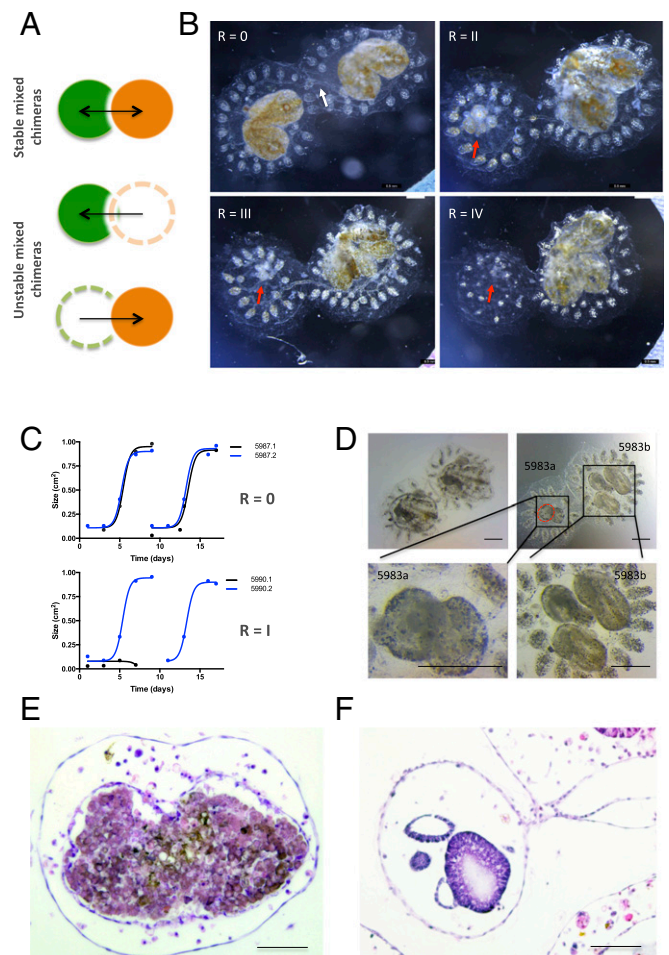 A
Stable mixed
chimeras
Unstable mixed
chimeras
B
R = 0
R = II
R = III
R = IV
C
1.00
0.75
0.50
0.25
0.00
Size (cm²)
0
5
10
15
Time (days)
5987.1
5987.2
R = 0
1.00
0.75
0.50
0.25
0.00
Size (cm²)
0
5
10
15
Time (days)
5990.1
5990.2
R = I
D
5983a
5983b
5983a
5983b
E
F